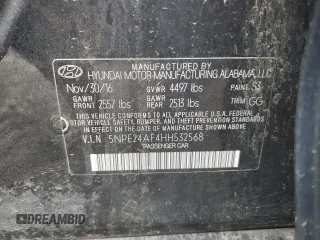 MANUFACTURED BY
HYUNDAI MOTOR MANUFACTURING ALABAMA, LLC
Nov/30/16 GVWR 4497 lbs PAINT: S3
GAWR GAWR
FRONT 2557 lbs REAR 2513 lbs TRIM: GG
THIS VEHICLE CONFORMS TO ALL APPLICABLE
FEDERAL MOTOR VEHICLE SAFETY, BUMPER,
AND THEFT PREVENTION STANDARDS IN EFFECT ON
THE DATE OF MANUFACTURE SHOWN ABOVE.
V.I.N 5NPE24AF4HH532568
PASSENGER CAR
© EPICBID